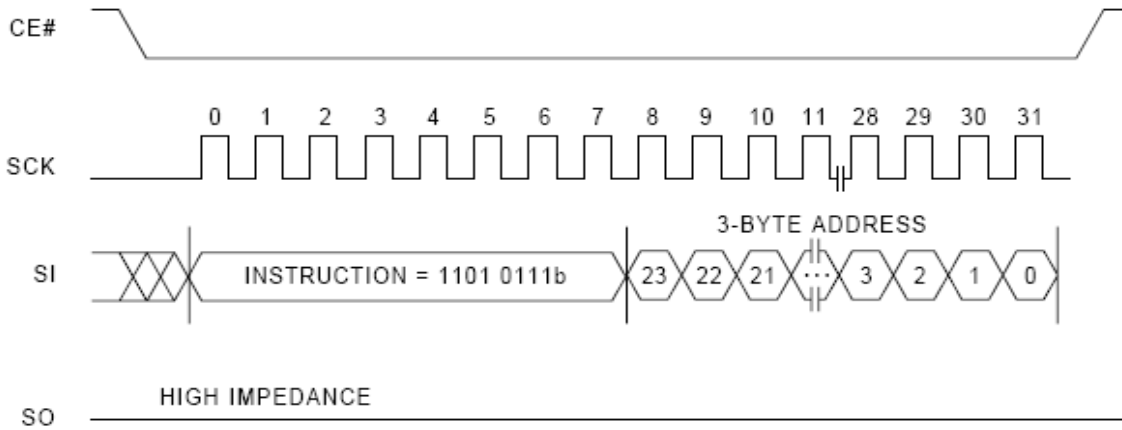 CE#
0 1 2 3 4 5 6 7 8 9 10 11 28 29 30 31
SCK
3-BYTE ADDRESS
SI INSTRUCTION = 1101 0111b 23 22 21 ... 3 2 1 0
HIGH IMPEDANCE
SO